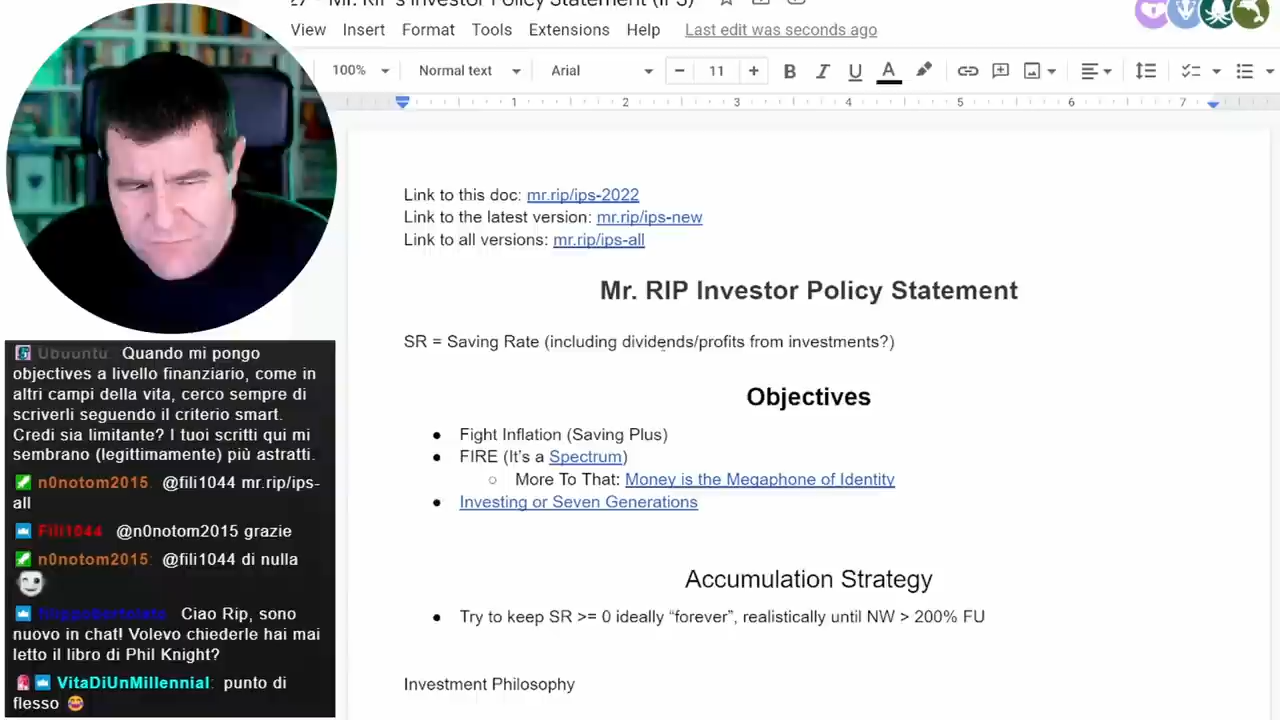 View Insert Format Tools Extensions Help Last edit was seconds ago
100% Normal text Arial − 11 + B I U A
1 2 3 4 5 6 7
Link to this doc: mr.rip/ips-2022
Link to the latest version: mr.rip/ips-new
Link to all versions: mr.rip/ips-all
Mr. RIP Investor Policy Statement
SR = Saving Rate (including dividends/profits from investments?)
Objectives
● Fight Inflation (Saving Plus)
● FIRE (It’s a Spectrum)
○ More To That: Money is the Megaphone of Identity
● Investing or Seven Generations
Accumulation Strategy
● Try to keep SR >= 0 ideally “forever”, realistically until NW > 200% FU
Investment Philosophy
Ubuuntu: Quando mi pongo
objectives a livello finanziario, come in
altri campi della vita, cerco sempre di
scriverli seguendo il criterio smart.
Credi sia limitante? I tuoi scritti qui mi
sembrano (legittimamente) più astratti.
n0notom2015: @fili1044 mr.rip/ips-
all
Fili1044 @n0notom2015 grazie
n0notom2015: @fili1044 di nulla
Ciao Rip, sono
nuovo in chat! Volevo chiederle hai mai
letto il libro di Phil Knight?
VitaDiUnMillennial: punto di
flesso